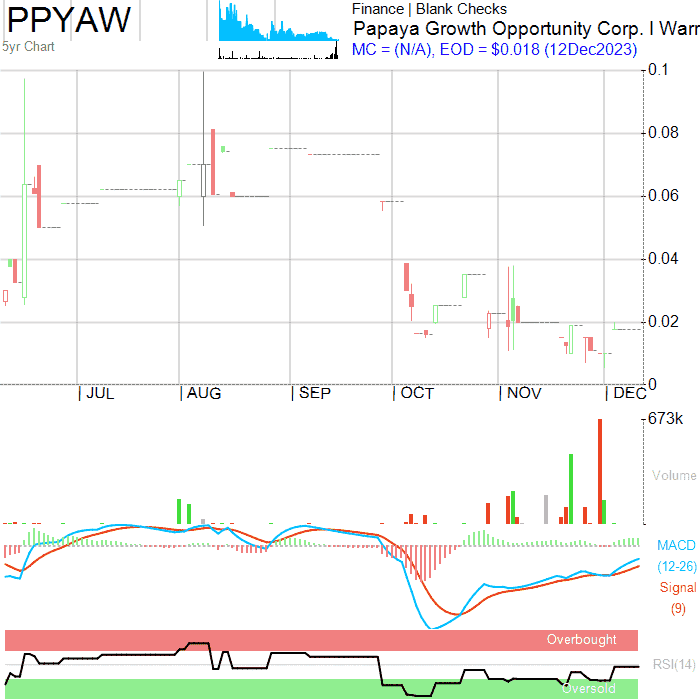 PPYAW
5yr Chart
Finance | Blank Checks
Papaya Growth Opportunity Corp. I Warr
MC = (N/A), EOD = $0.018 (12Dec2023)
0.1
0.08
0.06
0.04
0.02
0
JUL
AUG
SEP
OCT
NOV
DEC
673k
Volume
MACD
(12-26)
Signal
(9)
Overbought
RSI(14)
Oversold